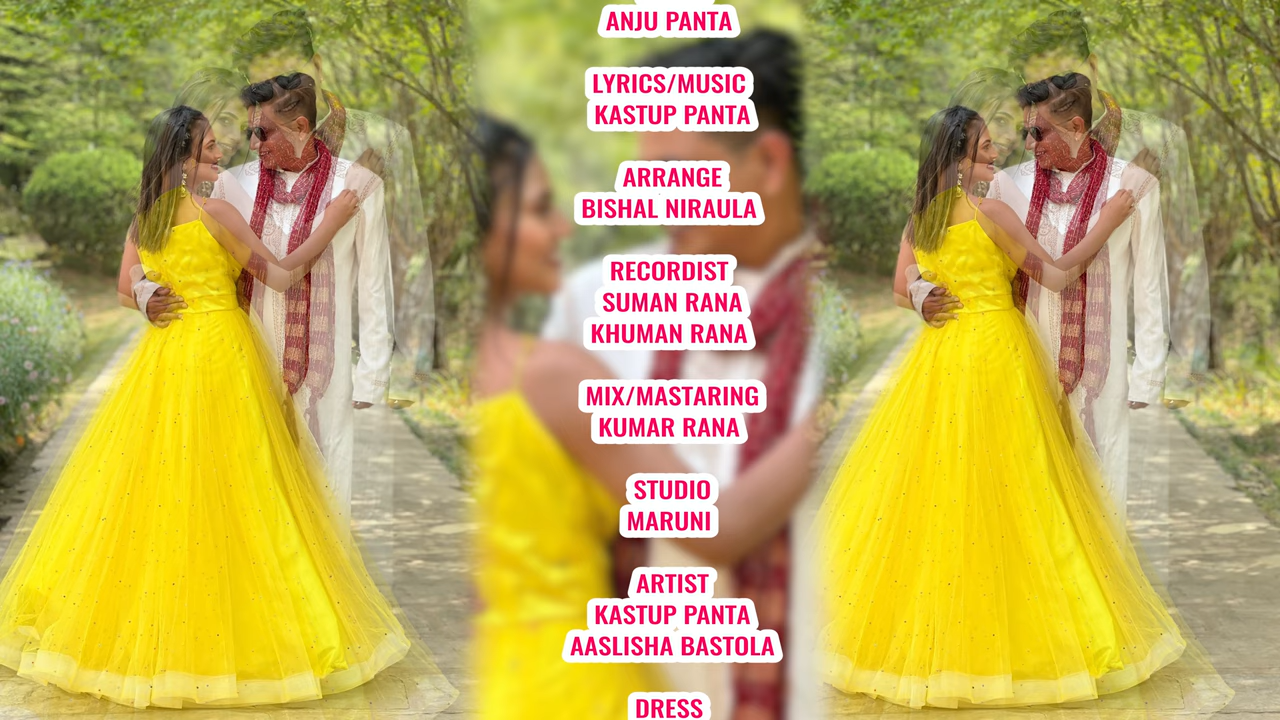 ANJU PANTA
LYRICS/MUSIC
KASTUP PANTA
ARRANGE
BISHAL NIRAULA
RECORDIST
SUMAN RANA
KHUMAN RANA
MIX/MASTARING
KUMAR RANA
STUDIO
MARUNI
ARTIST
KASTUP PANTA
AASLISHA BASTOLA
DRESS